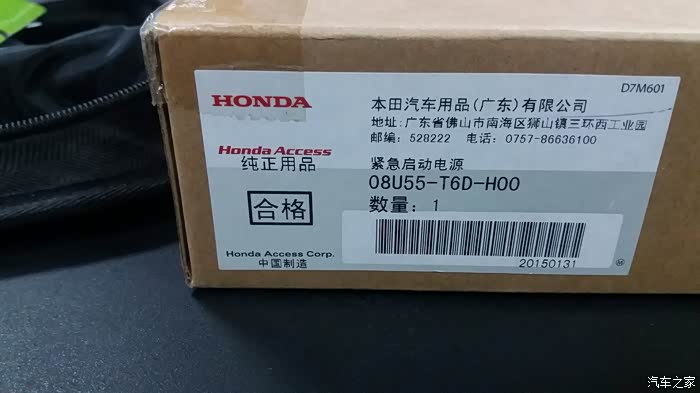 D7M601
HONDA
本田汽车用品(广东)有限公司
地址:广东省佛山市南海区狮山镇三环西工业园
邮编: 528222 电话: 0757-86636100
Honda Access
纯正用品
紧急启动电源
08U55-T6D-H00
合格
数量: 1
Honda Access Corp.
中国制造
20150131
汽车之家